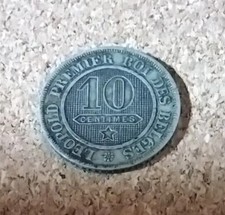 LEOPOLD PREMIER ROI DES BELGES
10
CENTIMES